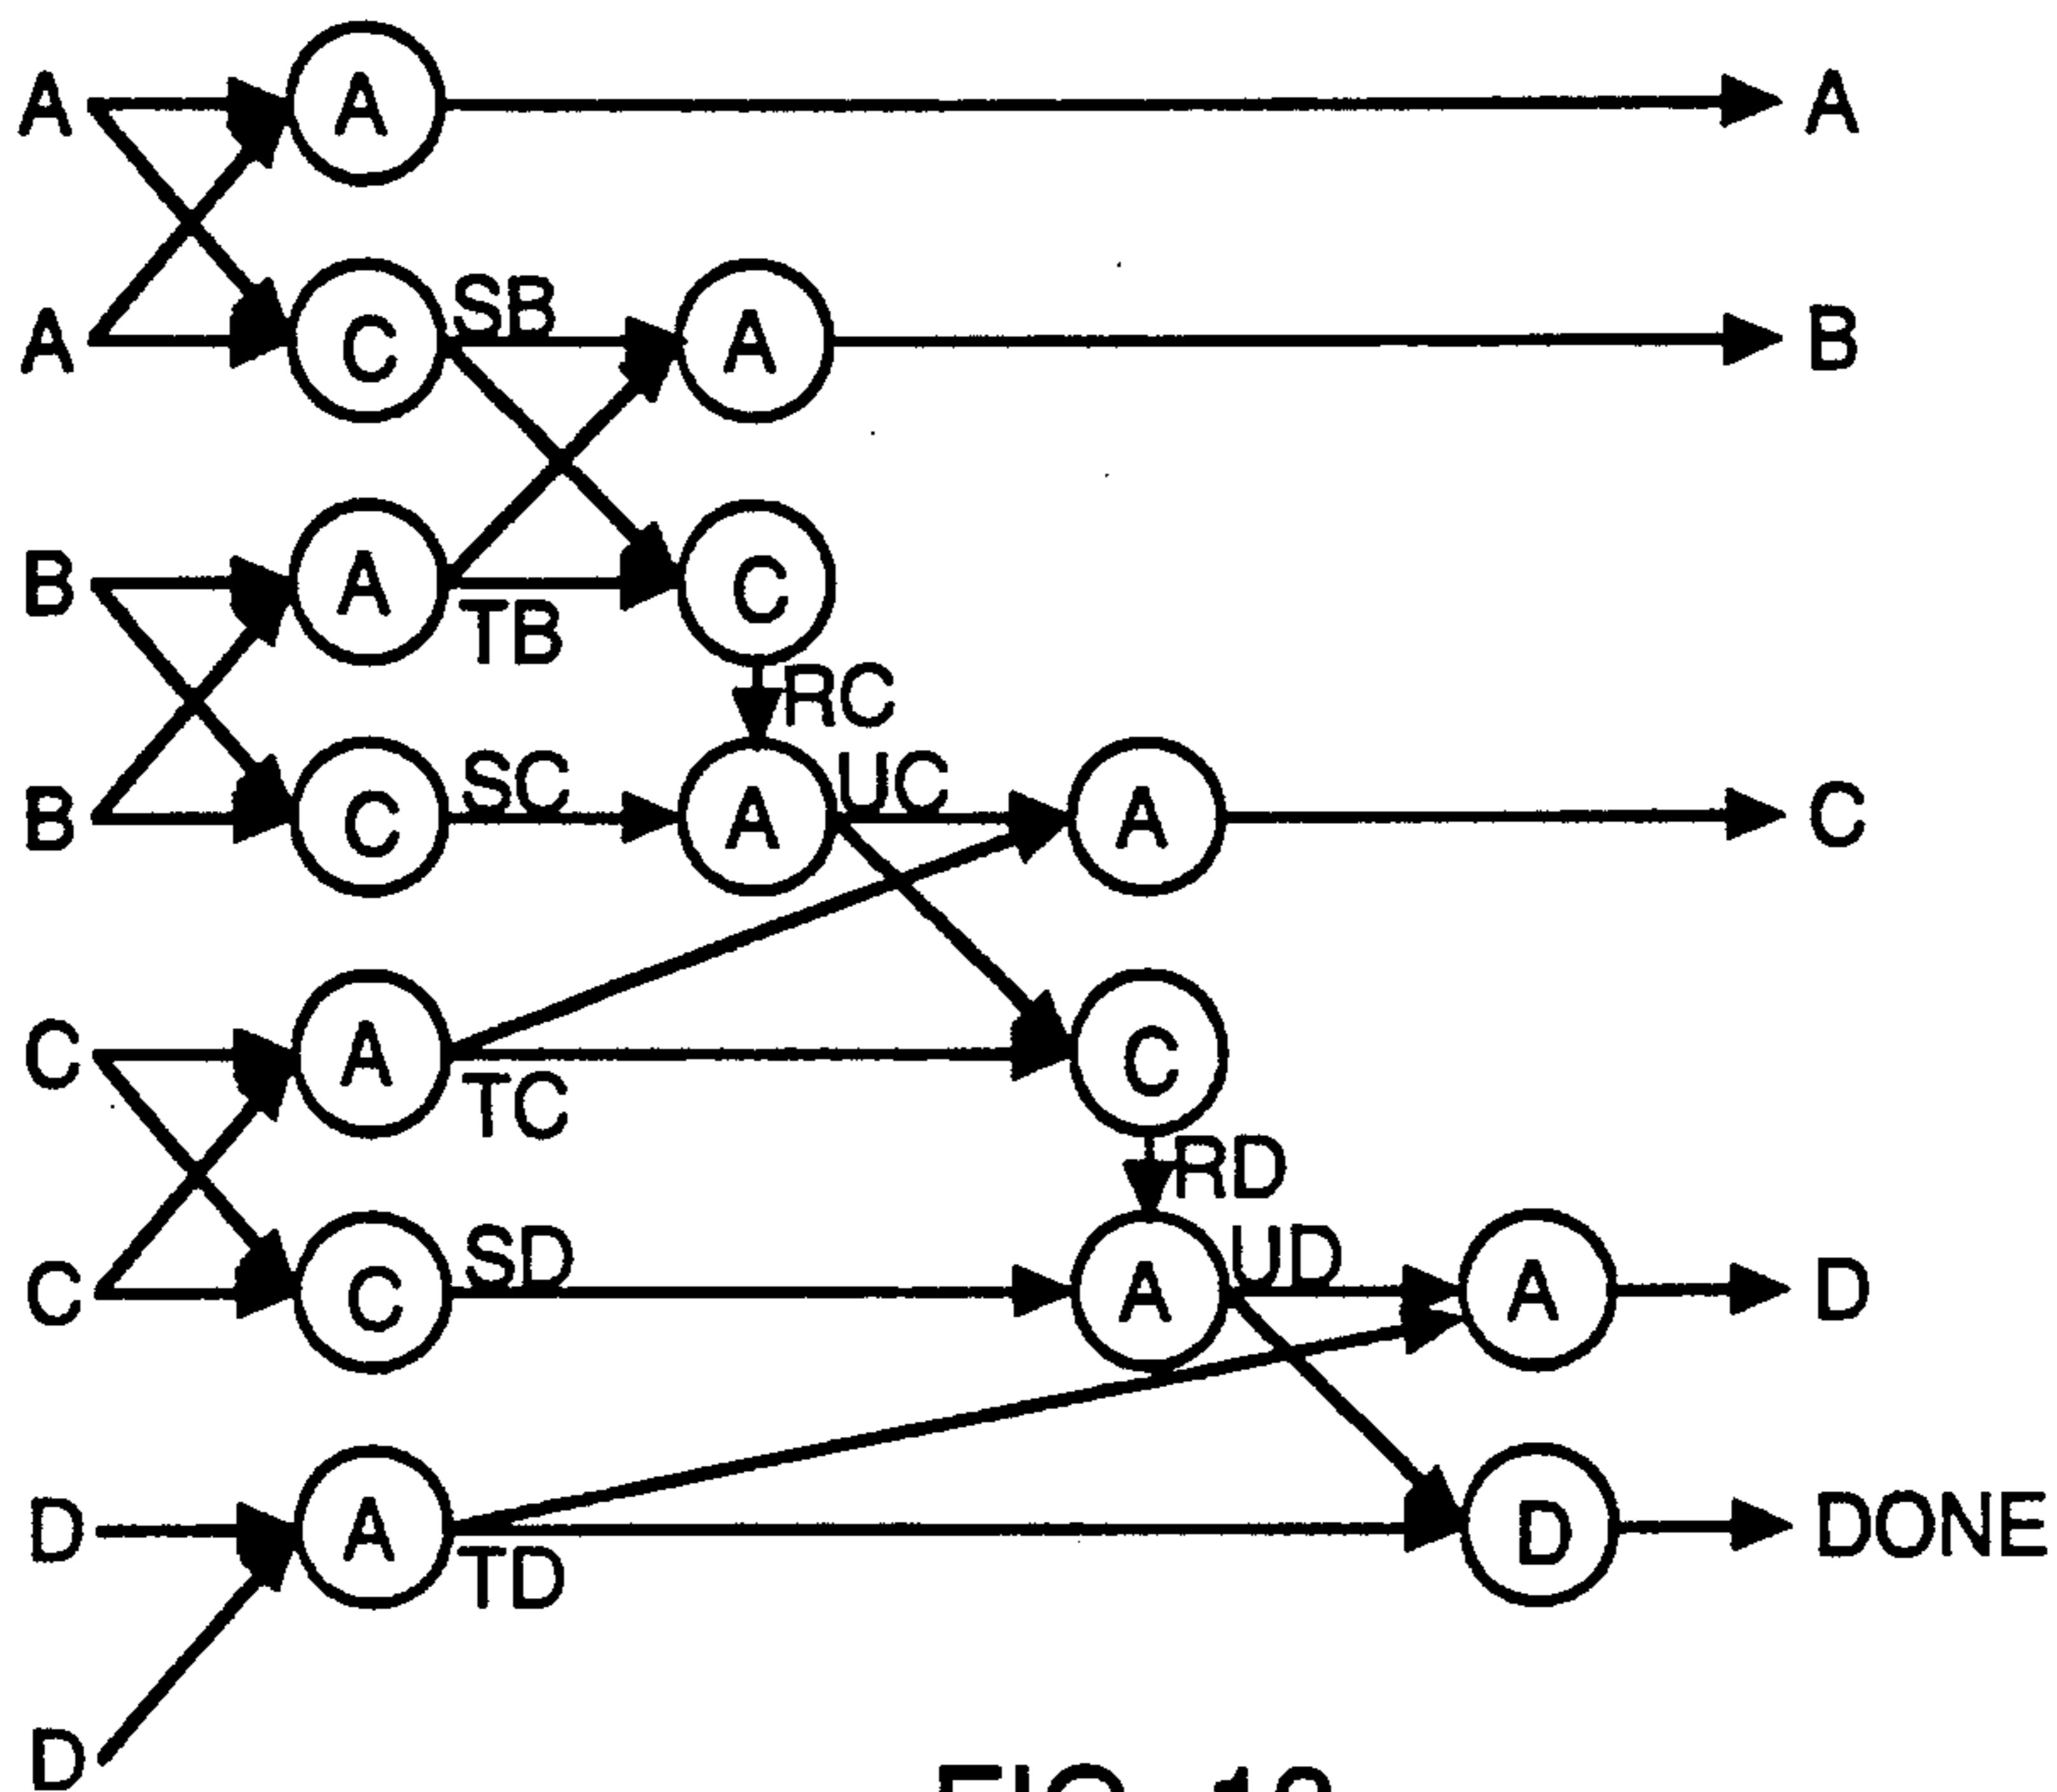 A A A
A C SB A B
B A TB C
RC
B C SC A UC A C
C A TC C
RD
C C SD A UD A D
D A TD D DONE
D